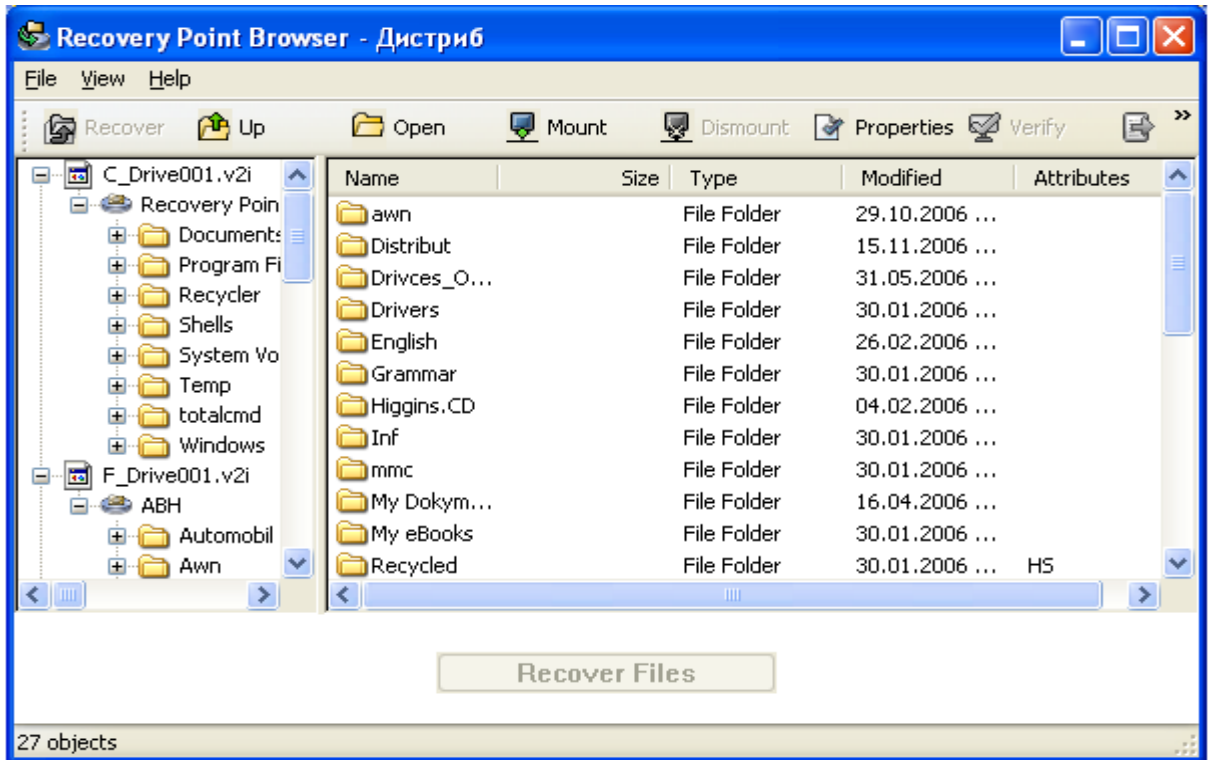 Recovery Point Browser - Дистриб
File View Help
Recover Up Open Mount Dismount Properties Verify »
C_Drive001.v2i
Recovery Poin
Documents
Program Fi
Recycler
Shells
System Vo
Temp
totalcmd
Windows
F_Drive001.v2i
ABH
Automobil
Awn
Name Size Type Modified Attributes
awn File Folder 29.10.2006 ...
Distribut File Folder 15.11.2006 ...
Drivces_O... File Folder 31.05.2006 ...
Drivers File Folder 30.01.2006 ...
English File Folder 26.02.2006 ...
Grammar File Folder 30.01.2006 ...
Higgins.CD File Folder 04.02.2006 ...
Inf File Folder 30.01.2006 ...
mmc File Folder 30.01.2006 ...
My Dokym... File Folder 16.04.2006 ...
My eBooks File Folder 30.01.2006 ...
Recycled File Folder 30.01.2006 ... HS
Recover Files
27 objects